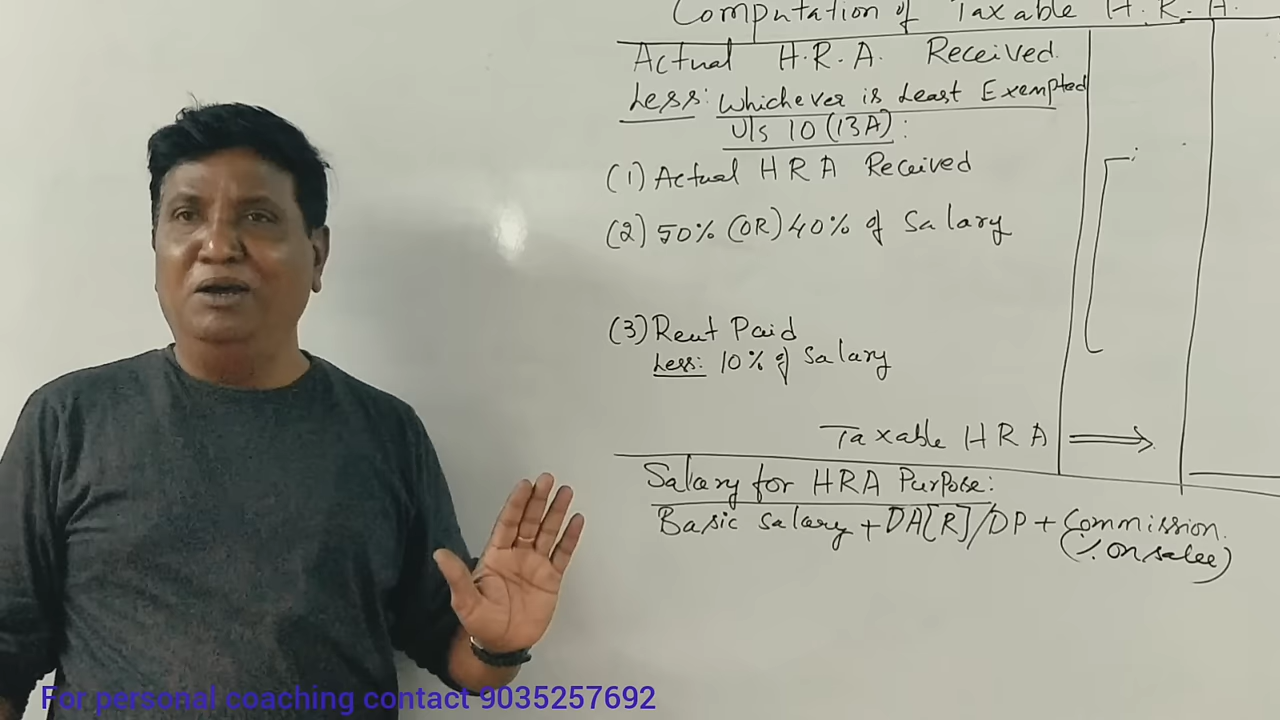 Computation of Taxable H.R.A.
Actual H.R.A. Received.
Less: Whichever is Least Exempted
U/s 10 (13A) :
(1) Actual HRA Received
(2) 50% (OR) 40% of Salary
(3) Rent Paid
Less: 10% of Salary
Taxable HRA
Salary for HRA Purpose:
Basic Salary + DA[R]/DP + Commission.
(% on sales)
For personal coaching contact 9035257692